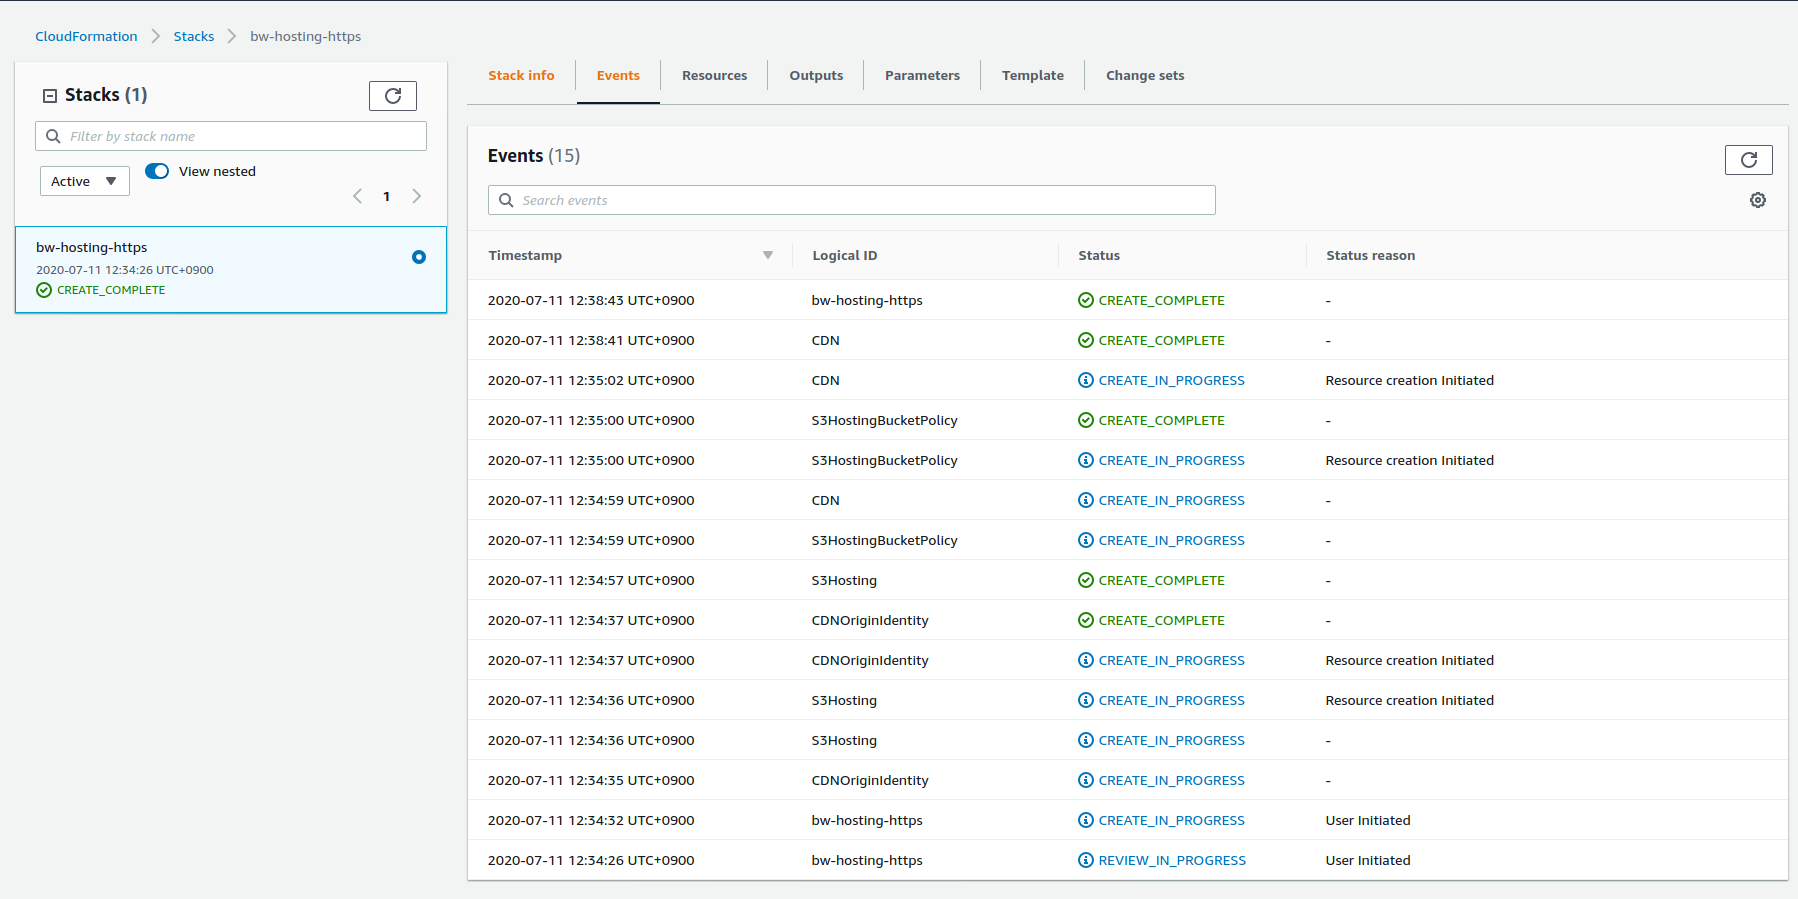 CloudFormation > Stacks > bw-hosting-https
Stacks (1)
Filter by stack name
Active
View nested
1
bw-hosting-https
2020-07-11 12:34:26 UTC+0900
CREATE_COMPLETE
Stack info Events Resources Outputs Parameters Template Change sets
Events (15)
Search events
Timestamp Logical ID Status Status reason
2020-07-11 12:38:43 UTC+0900 bw-hosting-https CREATE_COMPLETE -
2020-07-11 12:38:41 UTC+0900 CDN CREATE_COMPLETE -
2020-07-11 12:35:02 UTC+0900 CDN CREATE_IN_PROGRESS Resource creation Initiated
2020-07-11 12:35:00 UTC+0900 S3HostingBucketPolicy CREATE_COMPLETE -
2020-07-11 12:35:00 UTC+0900 S3HostingBucketPolicy CREATE_IN_PROGRESS Resource creation Initiated
2020-07-11 12:34:59 UTC+0900 CDN CREATE_IN_PROGRESS -
2020-07-11 12:34:59 UTC+0900 S3HostingBucketPolicy CREATE_IN_PROGRESS -
2020-07-11 12:34:57 UTC+0900 S3Hosting CREATE_COMPLETE -
2020-07-11 12:34:37 UTC+0900 CDNOriginIdentity CREATE_COMPLETE -
2020-07-11 12:34:37 UTC+0900 CDNOriginIdentity CREATE_IN_PROGRESS Resource creation Initiated
2020-07-11 12:34:36 UTC+0900 S3Hosting CREATE_IN_PROGRESS Resource creation Initiated
2020-07-11 12:34:36 UTC+0900 S3Hosting CREATE_IN_PROGRESS -
2020-07-11 12:34:35 UTC+0900 CDNOriginIdentity CREATE_IN_PROGRESS -
2020-07-11 12:34:32 UTC+0900 bw-hosting-https CREATE_IN_PROGRESS User Initiated
2020-07-11 12:34:26 UTC+0900 bw-hosting-https REVIEW_IN_PROGRESS User Initiated